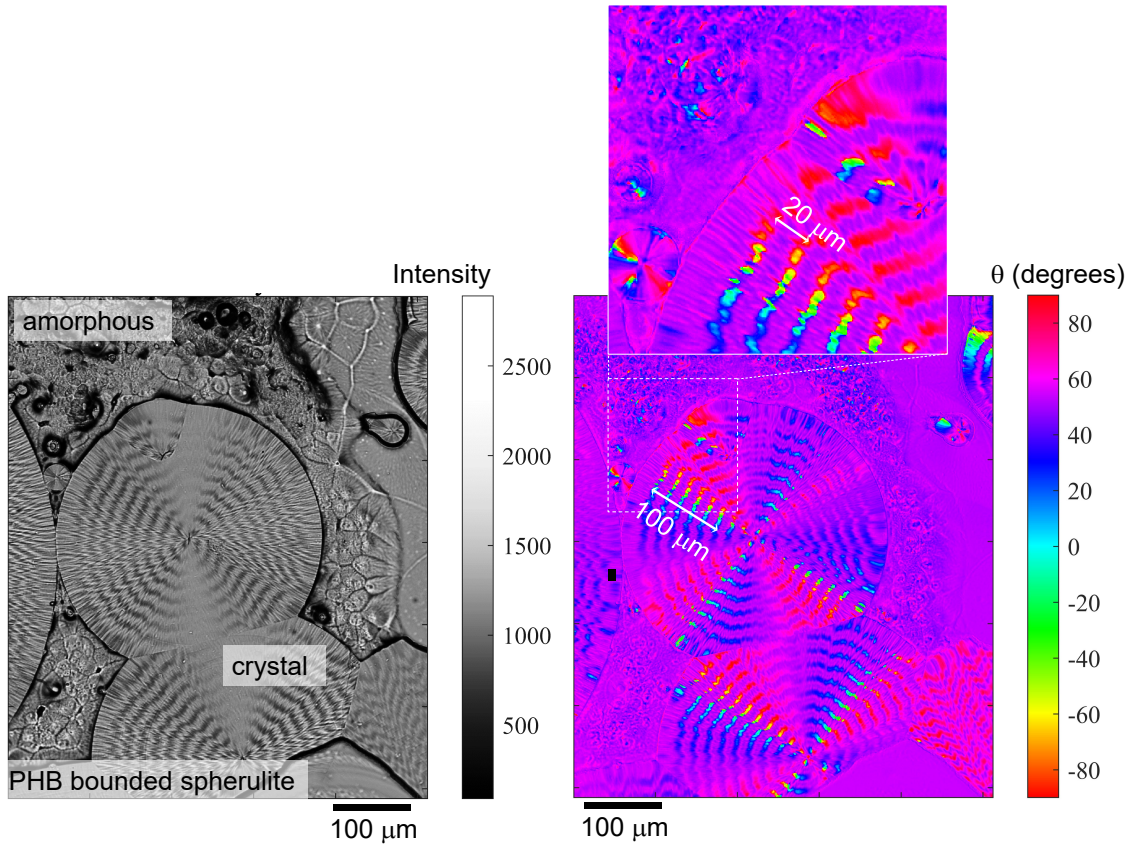 20 μm
Intensity
θ (degrees)
amorphous
80
2500
60
40
2000
20
100 μm
0
1500
-20
1000
-40
crystal
500
-60
PHB bounded spherulite
-80
100 μm
100 μm